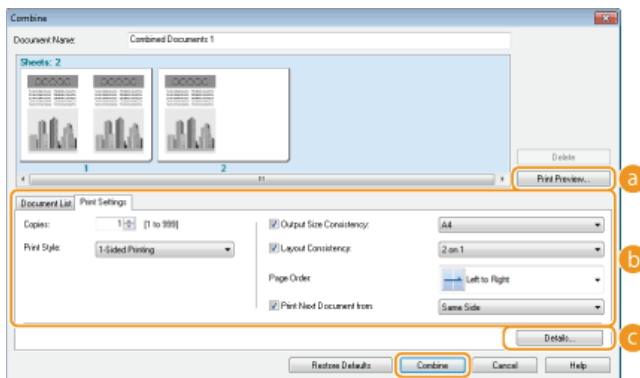 Combine
Document Name: Combined Documents 1
Sheets: 2
1 2
Delete
Print Preview... a
Document List Print Settings
Copies: 1 [1 to 999] Output Size Consistency: A4
Print Style: 1-Sided Printing Layout Consistency: 2 on 1
b
Page Order: Left to Right
Print Next Document from: Same Side
Details... c
Restore Defaults Combine Cancel Help